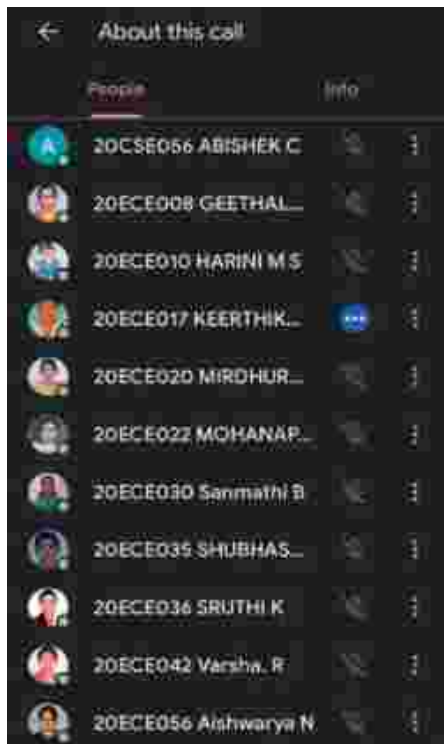 About this call
People Info
A 20CSE056 ABISHEK C
20ECE008 GEETHAL...
20ECE010 HARINI M S
20ECE017 KEERTHIK...
20ECE020 MIRDHUR...
20ECE022 MOHANAP...
20ECE030 Sanmathi B
20ECE035 SHUBHAS...
20ECE036 SRUTHI K
20ECE042 Varsha. R
20ECE056 Aishwarya N